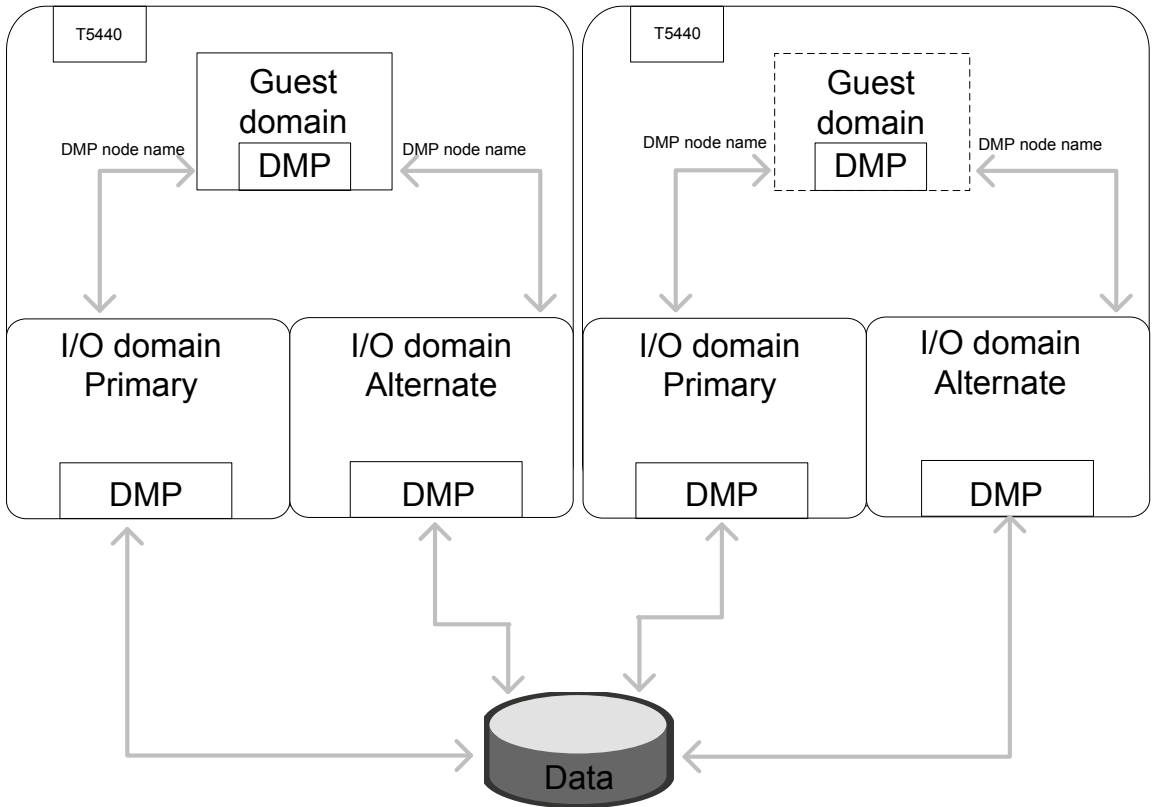 T5440
Guest
domain
DMP
DMP node name
DMP node name
I/O domain
Primary
DMP
I/O domain
Alternate
DMP
T5440
Guest
domain
DMP
DMP node name
DMP node name
I/O domain
Primary
DMP
I/O domain
Alternate
DMP
Data